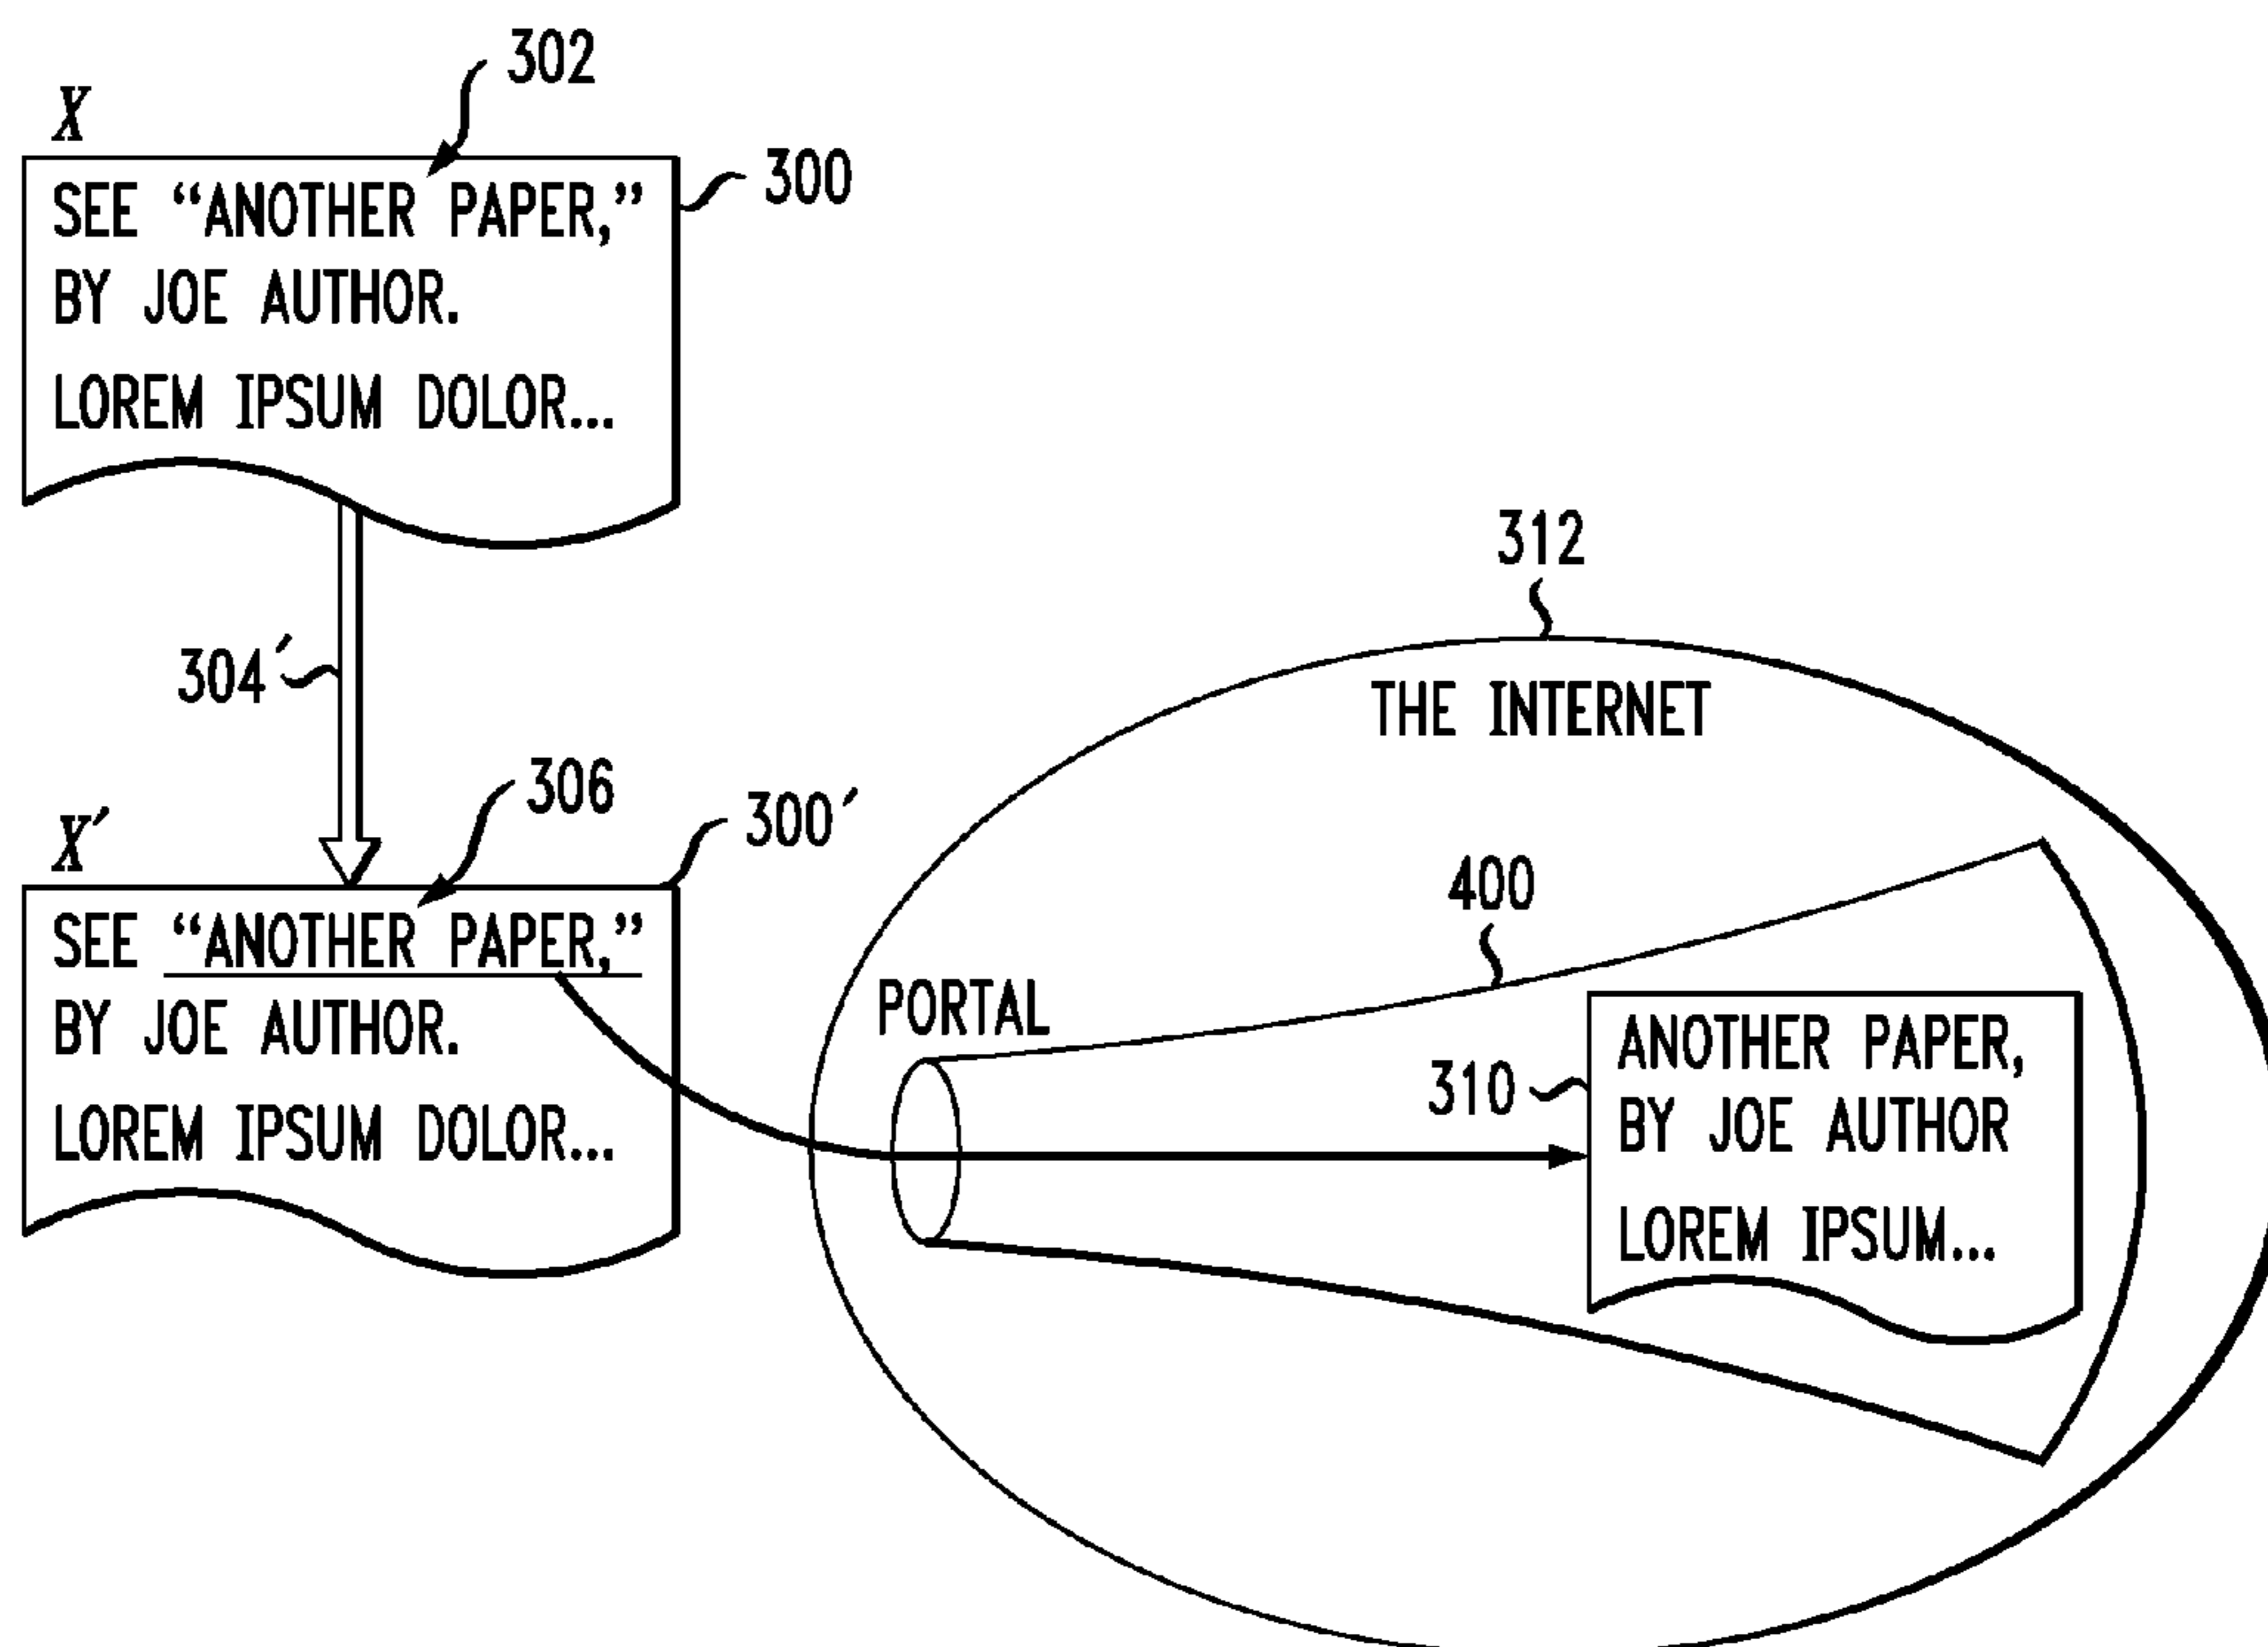 302
X
300
SEE “ANOTHER PAPER,”
BY JOE AUTHOR.
LOREM IPSUM DOLOR...
304′
312
THE INTERNET
306
300′
X′
SEE “ANOTHER PAPER,”
BY JOE AUTHOR.
LOREM IPSUM DOLOR...
400
PORTAL
310
ANOTHER PAPER,
BY JOE AUTHOR
LOREM IPSUM...